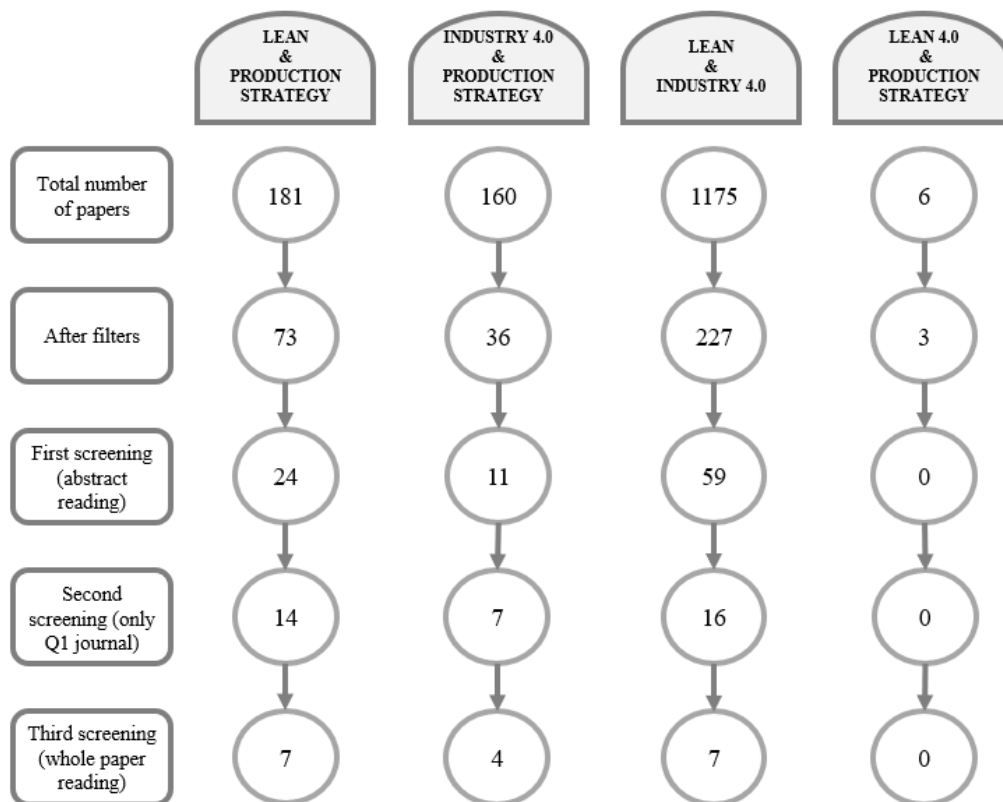 LEAN
&
PRODUCTION
STRATEGY
INDUSTRY 4.0
&
PRODUCTION
STRATEGY
LEAN
&
INDUSTRY 4.0
LEAN 4.0
&
PRODUCTION
STRATEGY
Total number
of papers
181
160
1175
6
After filters
73
36
227
3
First screening
(abstract
reading)
24
11
59
0
Second
screening (only
Q1 journal)
14
7
16
0
Third screening
(whole paper
reading)
7
4
7
0